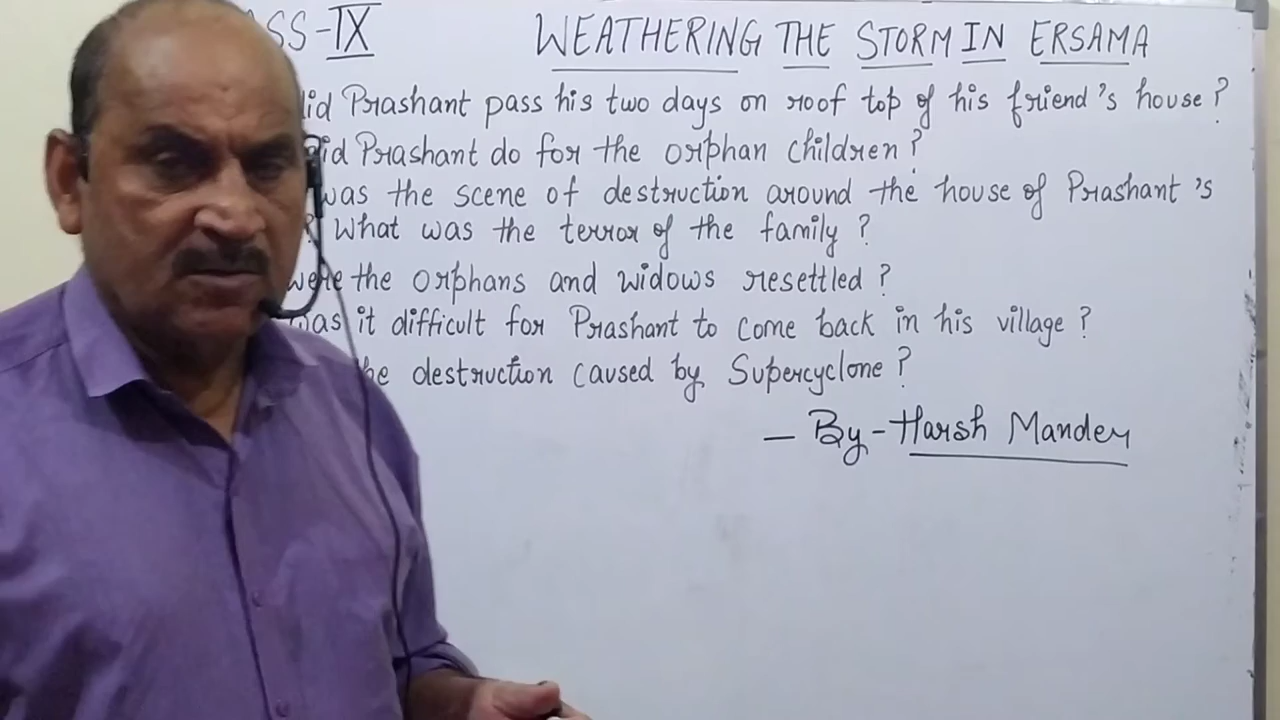 SS-IX WEATHERING THE STORM IN ERSAMA
did Prashant pass his two days on roof top of his friend's house?
did Prashant do for the orphan children?
was the scene of destruction around the house of Prashant's
? What was the terror of the family?
were the orphans and widows resettled?
was it difficult for Prashant to come back in his village?
he destruction caused by Supercyclone?
- By-Harsh Mander